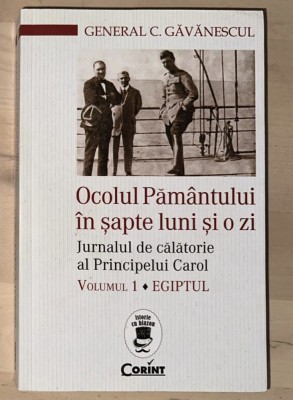 GENERAL C. GĂVĂNESCUL
Ocolul Pământului
în șapte luni și o zi
Jurnalul de călătorie
al Principelui Carol
VOLUMUL 1 ♦ EGIPTUL
istorie
cu blazon
CORINT